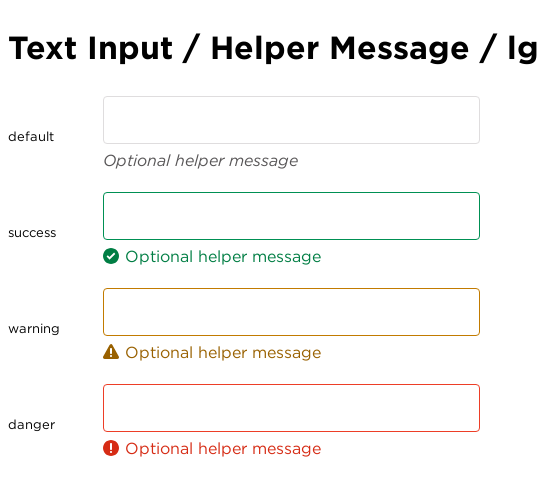 Text Input / Helper Message / lg
default
Optional helper message
success
Optional helper message
warning
Optional helper message
danger
Optional helper message